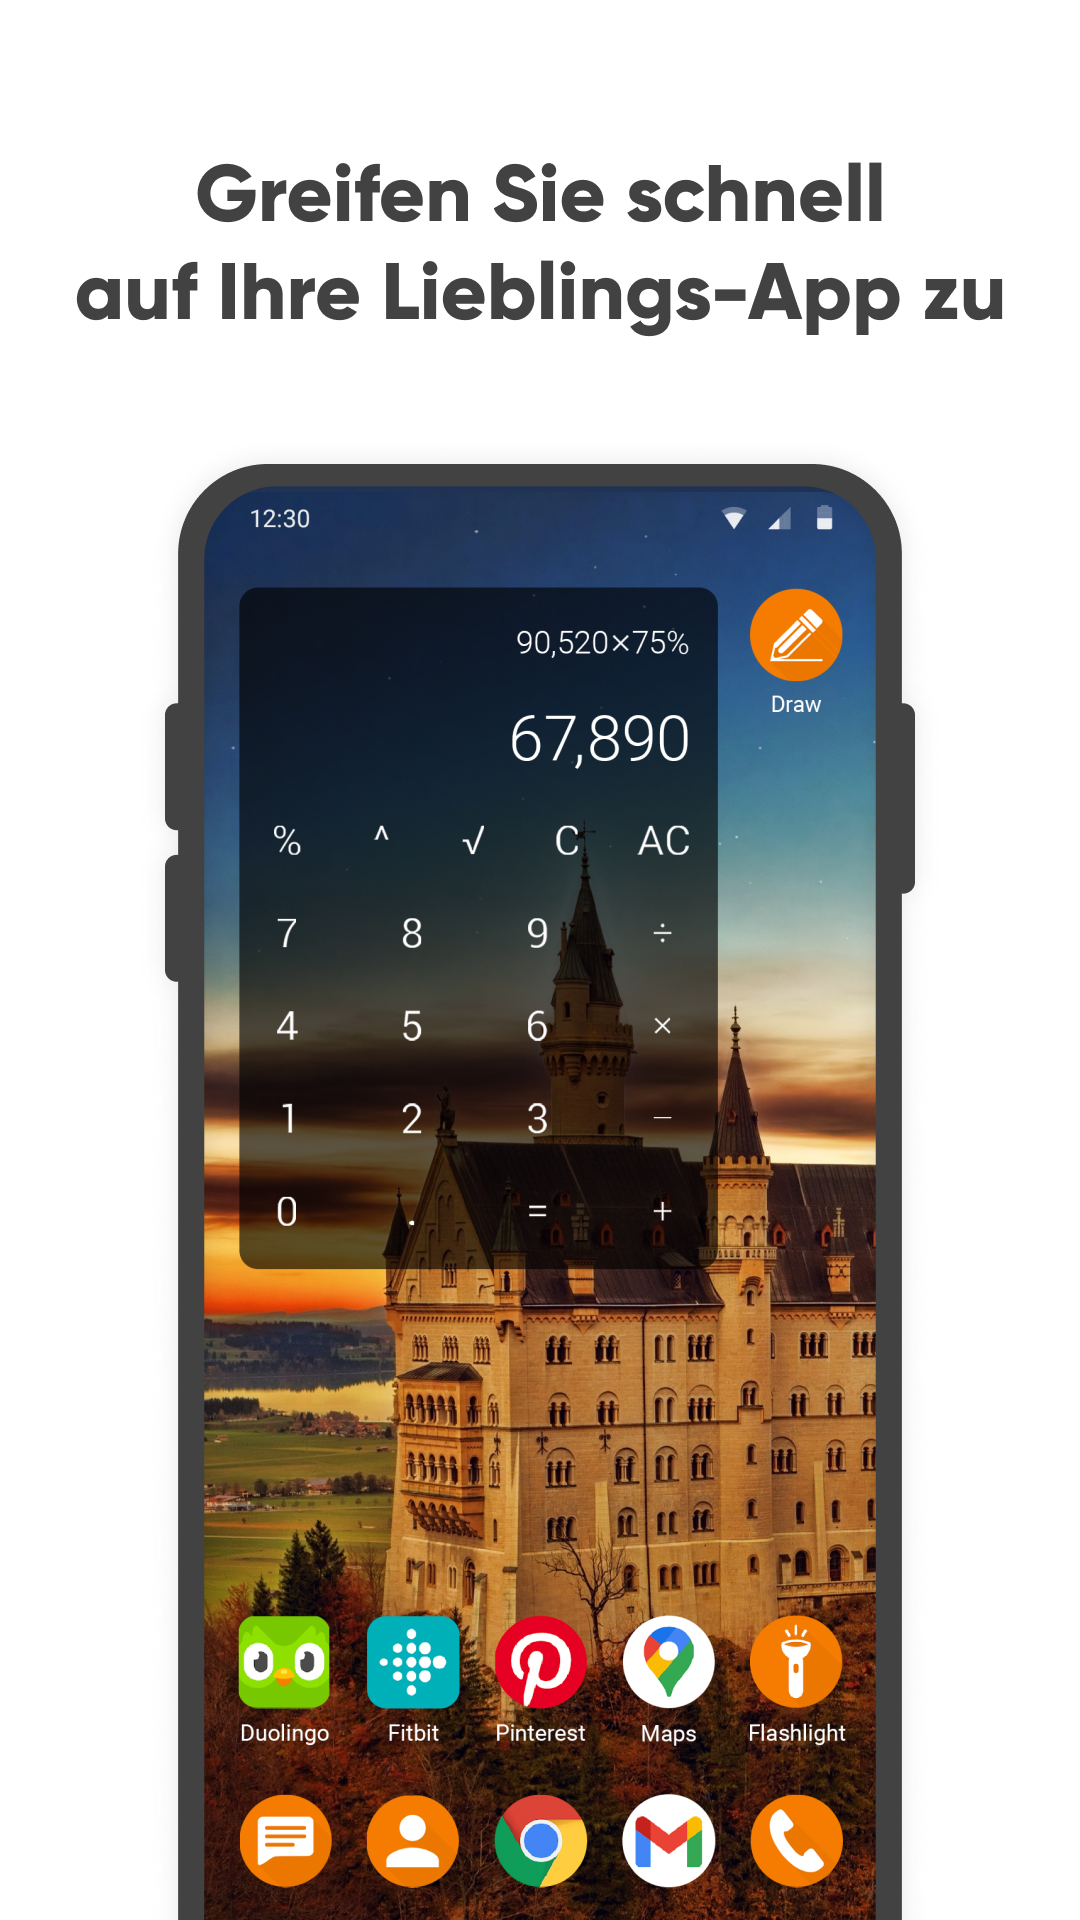 Greifen Sie schnell
auf Ihre Lieblings-App zu
12:30
90,520×75%
67,890
Draw
% ^ √ C AC
7 8 9 ÷
4 5 6 ×
1 2 3 −
0 . = +
Duolingo Fitbit Pinterest Maps Flashlight